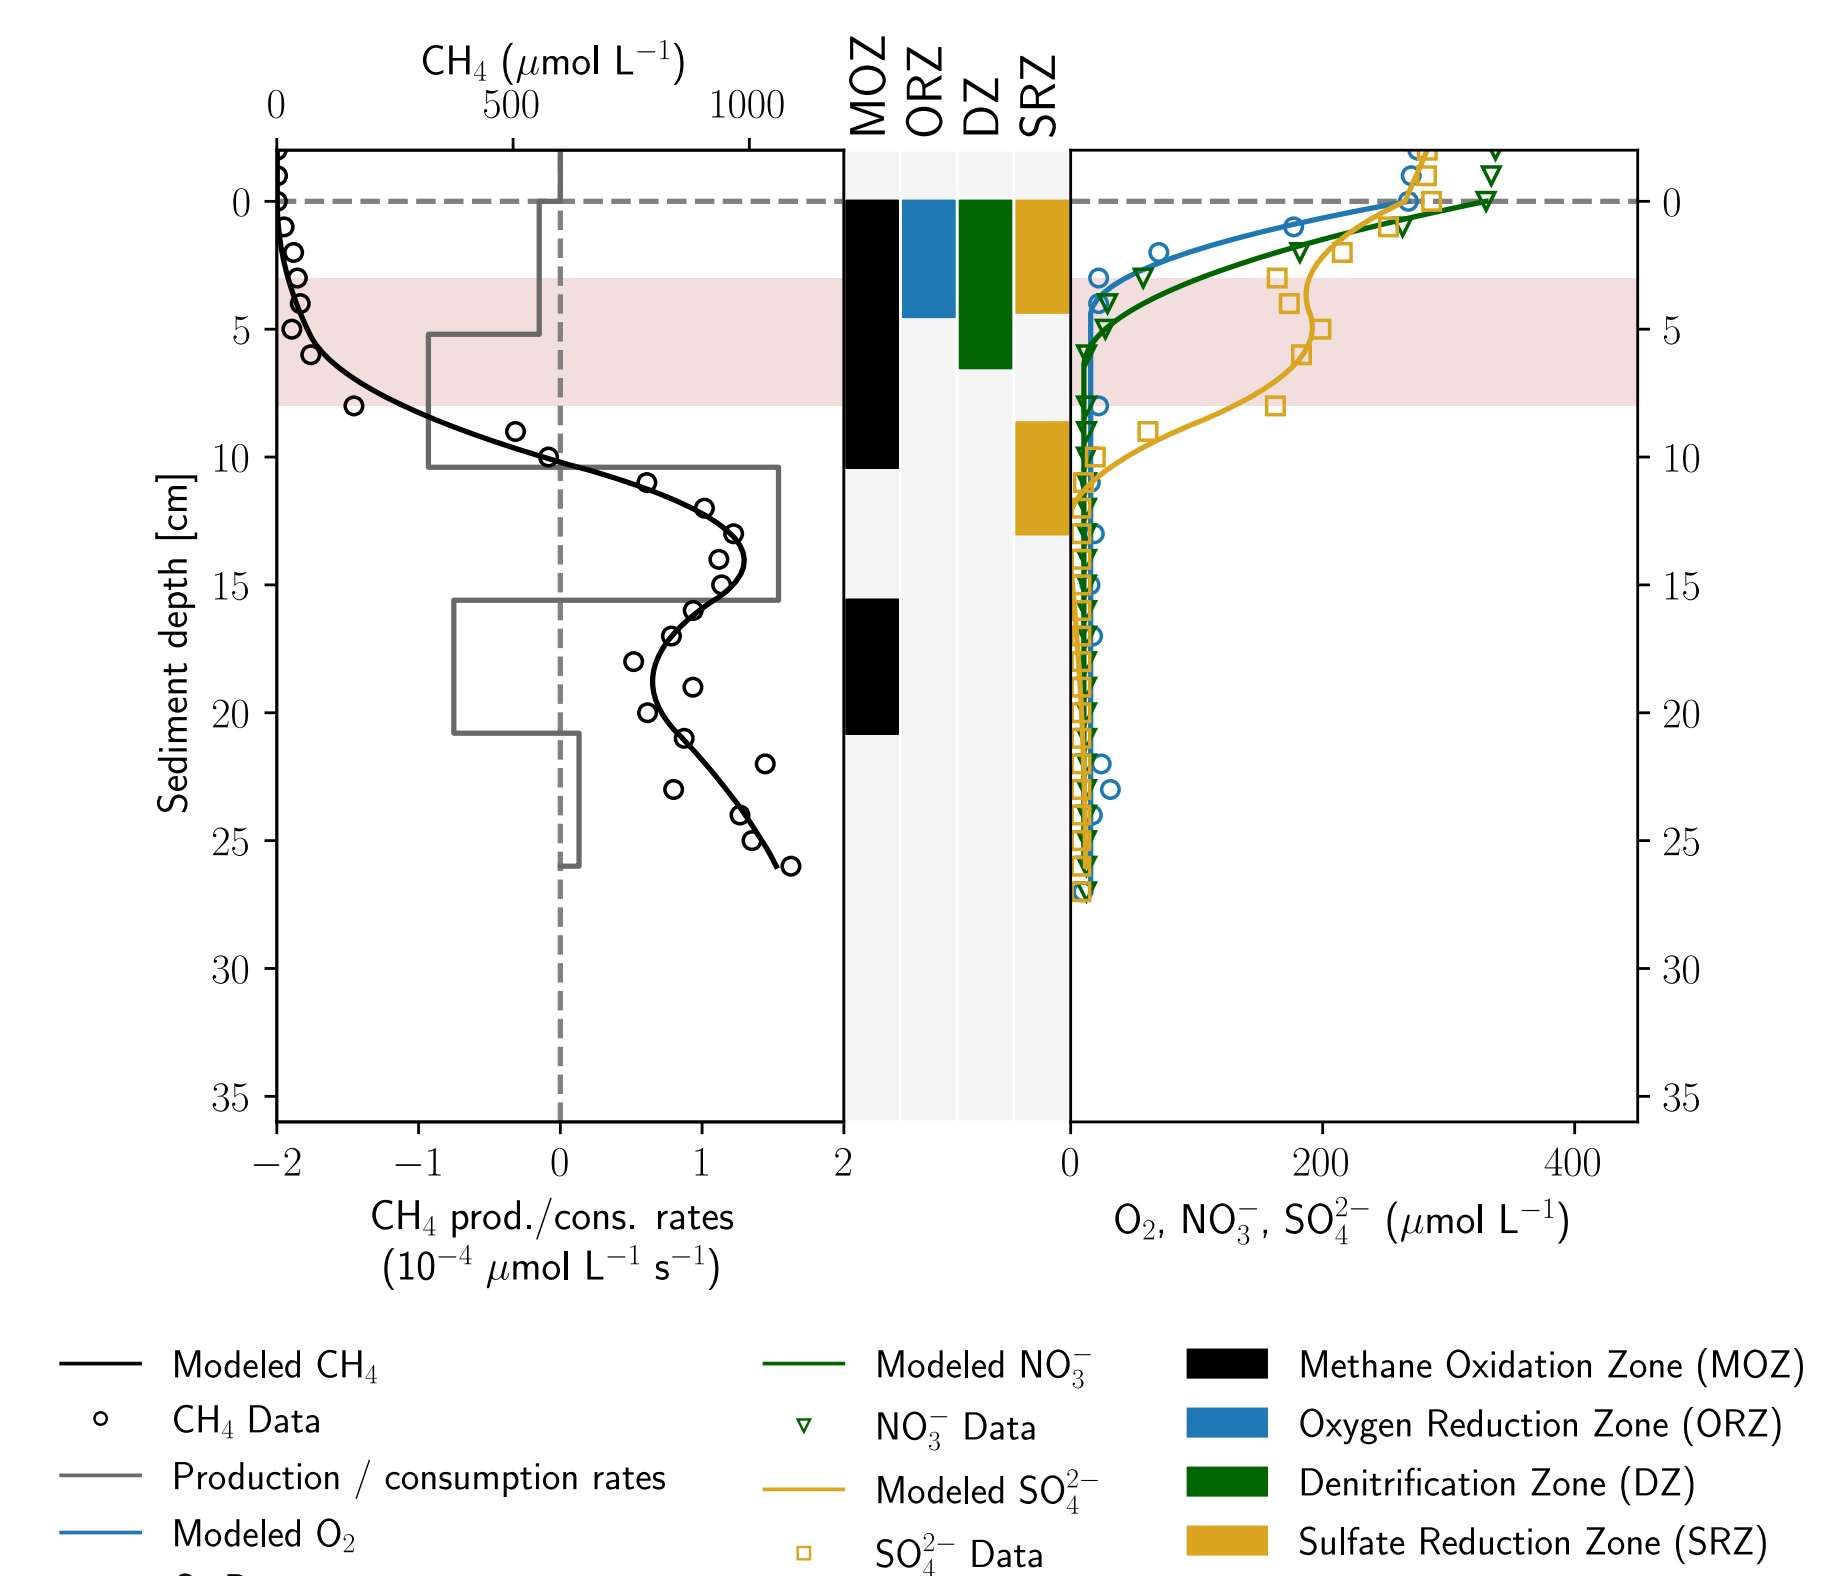 CH₄ (μmol L⁻¹)
0 500 1000
MOZ
ORZ
DZ
SRZ
Sediment depth [cm]
0
5
10
15
20
25
30
35
0
5
10
15
20
25
30
35
−2 −1 0 1 2
0 200 400
CH₄ prod./cons. rates
(10⁻⁴ μmol L⁻¹ s⁻¹)
O₂, NO₃⁻, SO₄²⁻ (μmol L⁻¹)
Modeled CH₄
CH₄ Data
Production / consumption rates
Modeled O₂
Modeled NO₃⁻
NO₃⁻ Data
Modeled SO₄²⁻
SO₄²⁻ Data
Methane Oxidation Zone (MOZ)
Oxygen Reduction Zone (ORZ)
Denitrification Zone (DZ)
Sulfate Reduction Zone (SRZ)